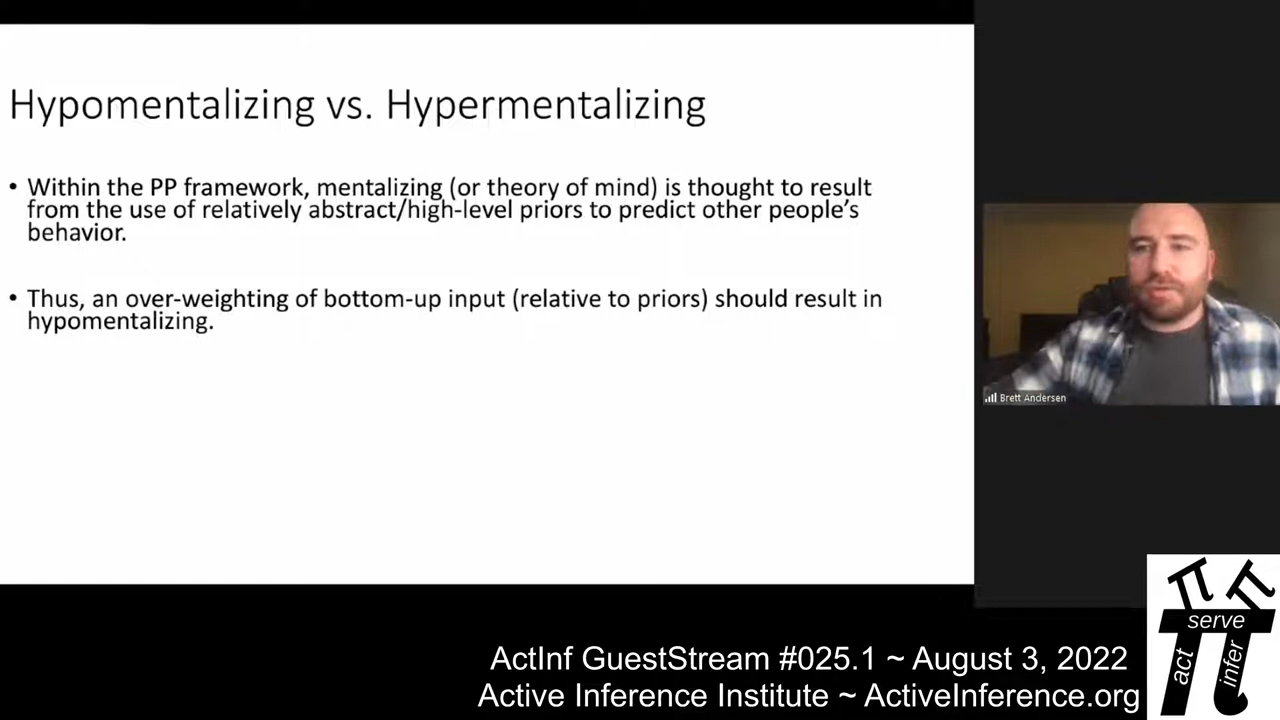 Hypomentalizing vs. Hypermentalizing
• Within the PP framework, mentalizing (or theory of mind) is thought to result
from the use of relatively abstract/high-level priors to predict other people's
behavior.
• Thus, an over-weighting of bottom-up input (relative to priors) should result in
hypomentalizing.
Brett Andersen
serve
act
infer
ActInf GuestStream #025.1 ~ August 3, 2022
Active Inference Institute ~ ActiveInference.org